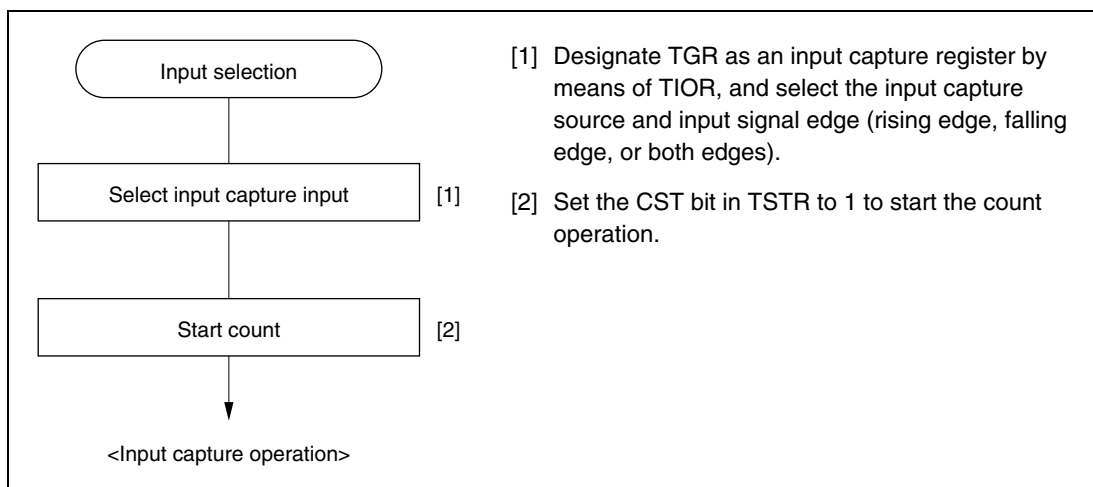 Input selection
Select input capture input
[1]
Start count
[2]
<Input capture operation>
[1] Designate TGR as an input capture register by
means of TIOR, and select the input capture
source and input signal edge (rising edge, falling
edge, or both edges).
[2] Set the CST bit in TSTR to 1 to start the count
operation.